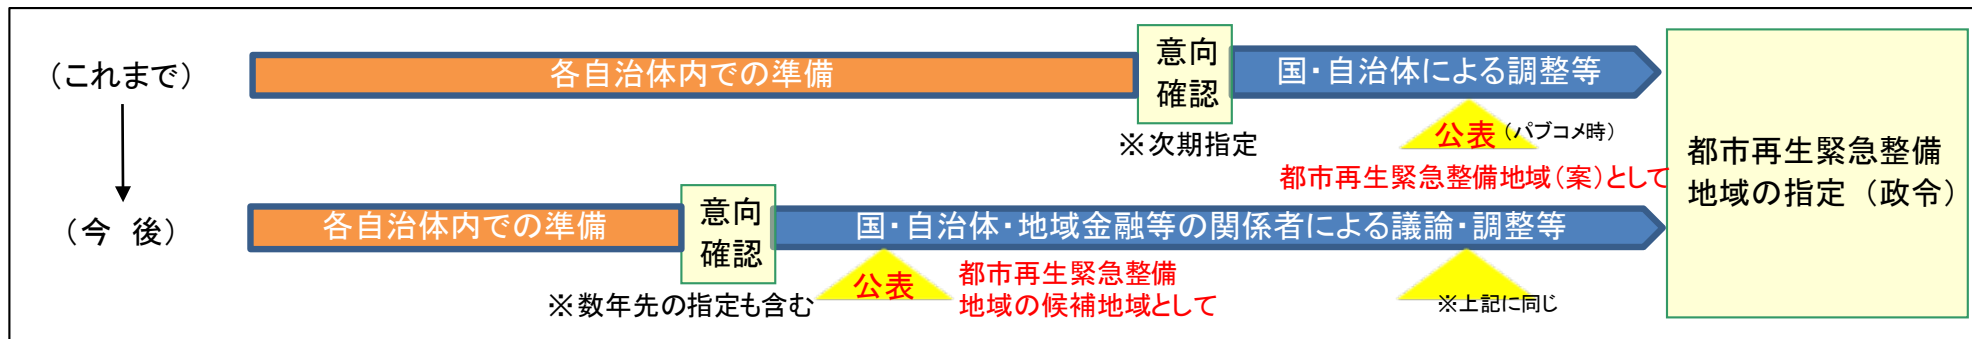 （これまで）
各自治体内での準備
意向
確認
国・自治体による調整等
※次期指定
公表（パブコメ時）
都市再生緊急整備地域（案）として
（今　後）
各自治体内での準備
意向
確認
国・自治体・地域金融等の関係者による議論・調整等
※数年先の指定も含む
公表
都市再生緊急整備
地域の候補地域として
※上記に同じ
都市再生緊急整備
地域の指定（政令）